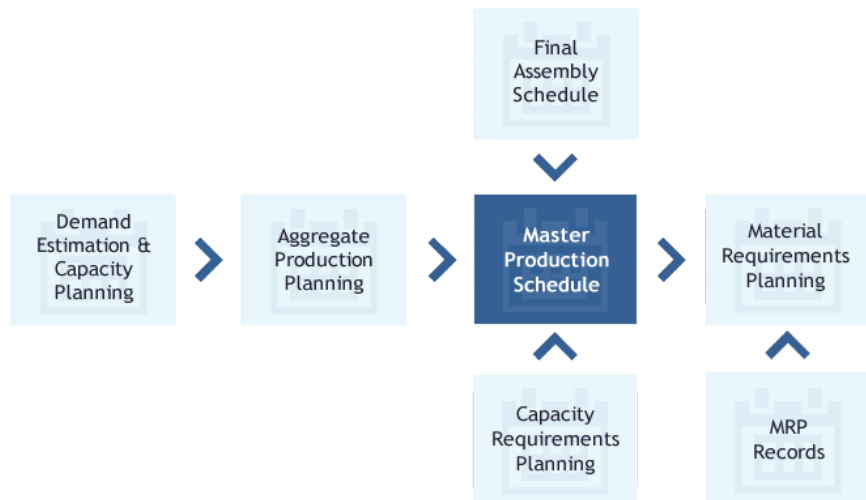 Final
Assembly
Schedule
Demand
Estimation &
Capacity
Planning
Aggregate
Production
Planning
Master
Production
Schedule
Material
Requirements
Planning
Capacity
Requirements
Planning
MRP
Records